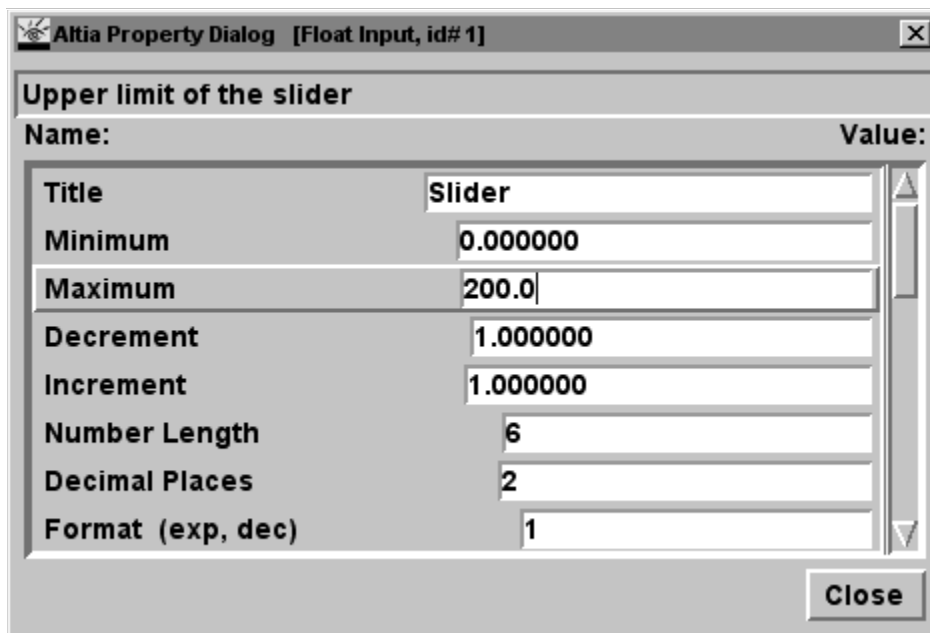 Altia Property Dialog [Float Input, id# 1]
Upper limit of the slider
Name: Value:
Title Slider
Minimum 0.000000
Maximum 200.0
Decrement 1.000000
Increment 1.000000
Number Length 6
Decimal Places 2
Format (exp, dec) 1
Close